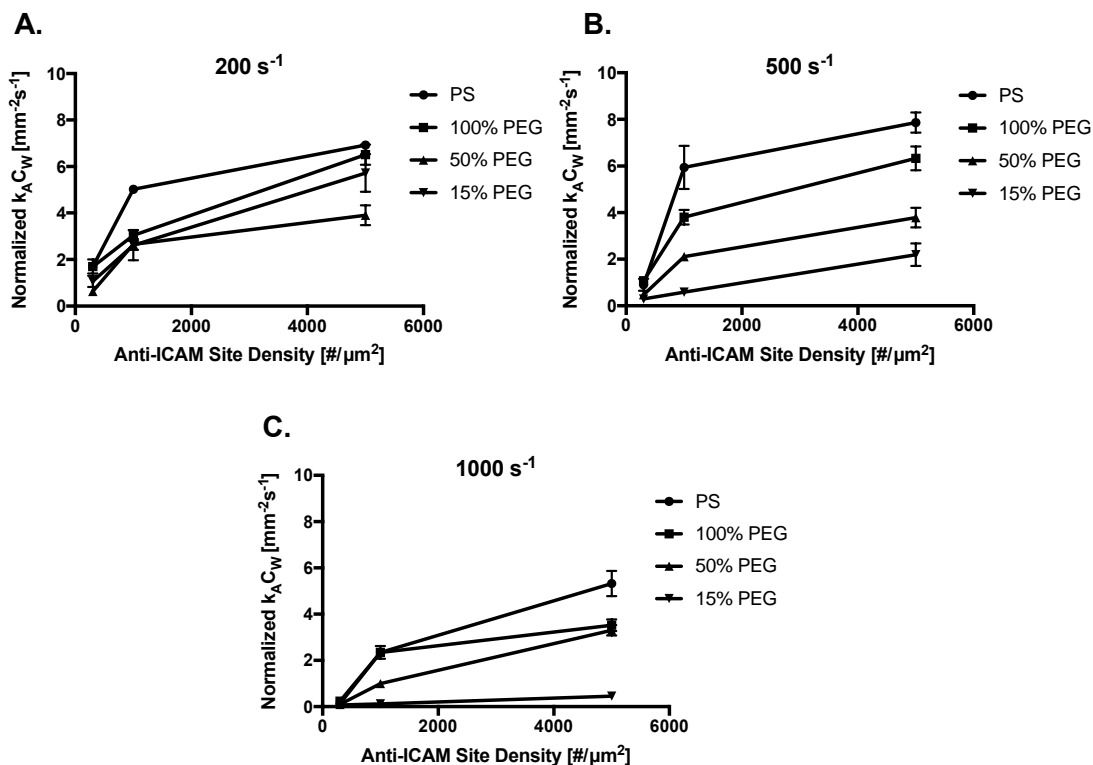 A.
200 s⁻¹
Normalized kₐC_W [mm⁻²s⁻¹]
10
8
6
4
2
0
0
2000
4000
6000
Anti-ICAM Site Density [#/µm²]
PS
100% PEG
50% PEG
15% PEG
B.
500 s⁻¹
Normalized kₐC_W [mm⁻²s⁻¹]
10
8
6
4
2
0
0
2000
4000
6000
Anti-ICAM Site Density [#/µm²]
PS
100% PEG
50% PEG
15% PEG
C.
1000 s⁻¹
Normalized kₐC_W [mm⁻²s⁻¹]
10
8
6
4
2
0
0
2000
4000
6000
Anti-ICAM Site Density [#/µm²]
PS
100% PEG
50% PEG
15% PEG